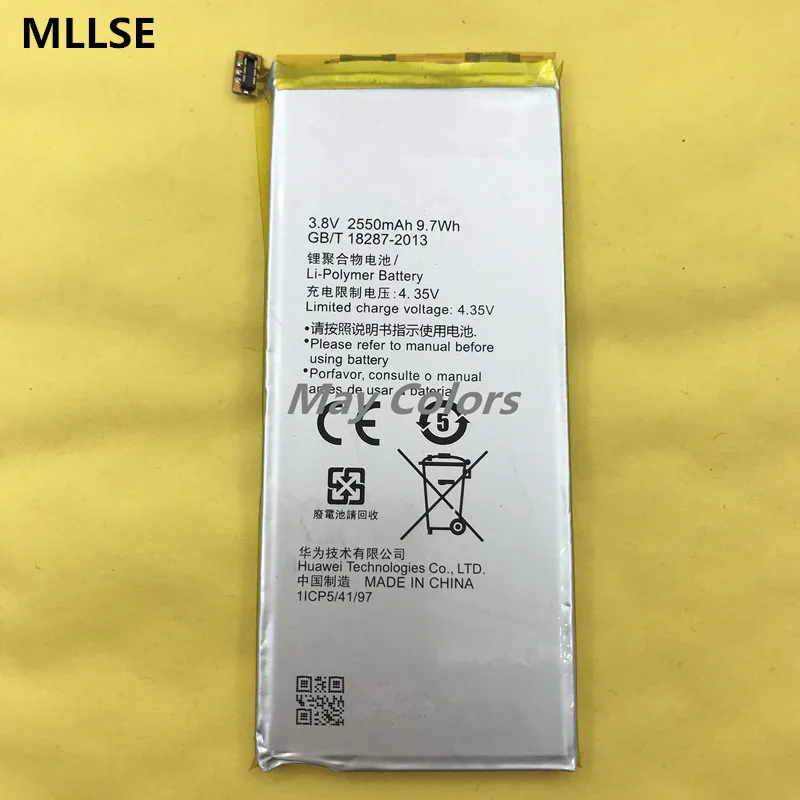 MLLSE
3.8V 2550mAh 9.7Wh
GB/T 18287-2013
锂聚合物电池/
Li-Polymer Battery
充电限制电压:4.35V
Limited charge voltage: 4.35V
•请按照说明书指示使用电池.
•Please refer to manual before
using battery
•Porfavor, consulte o manual
antes de usar a bateria.
May Colors
CE
5
廢電池請回收
华为技术有限公司
Huawei Technologies Co., LTD.
中国制造 MADE IN CHINA
1ICP5/41/97